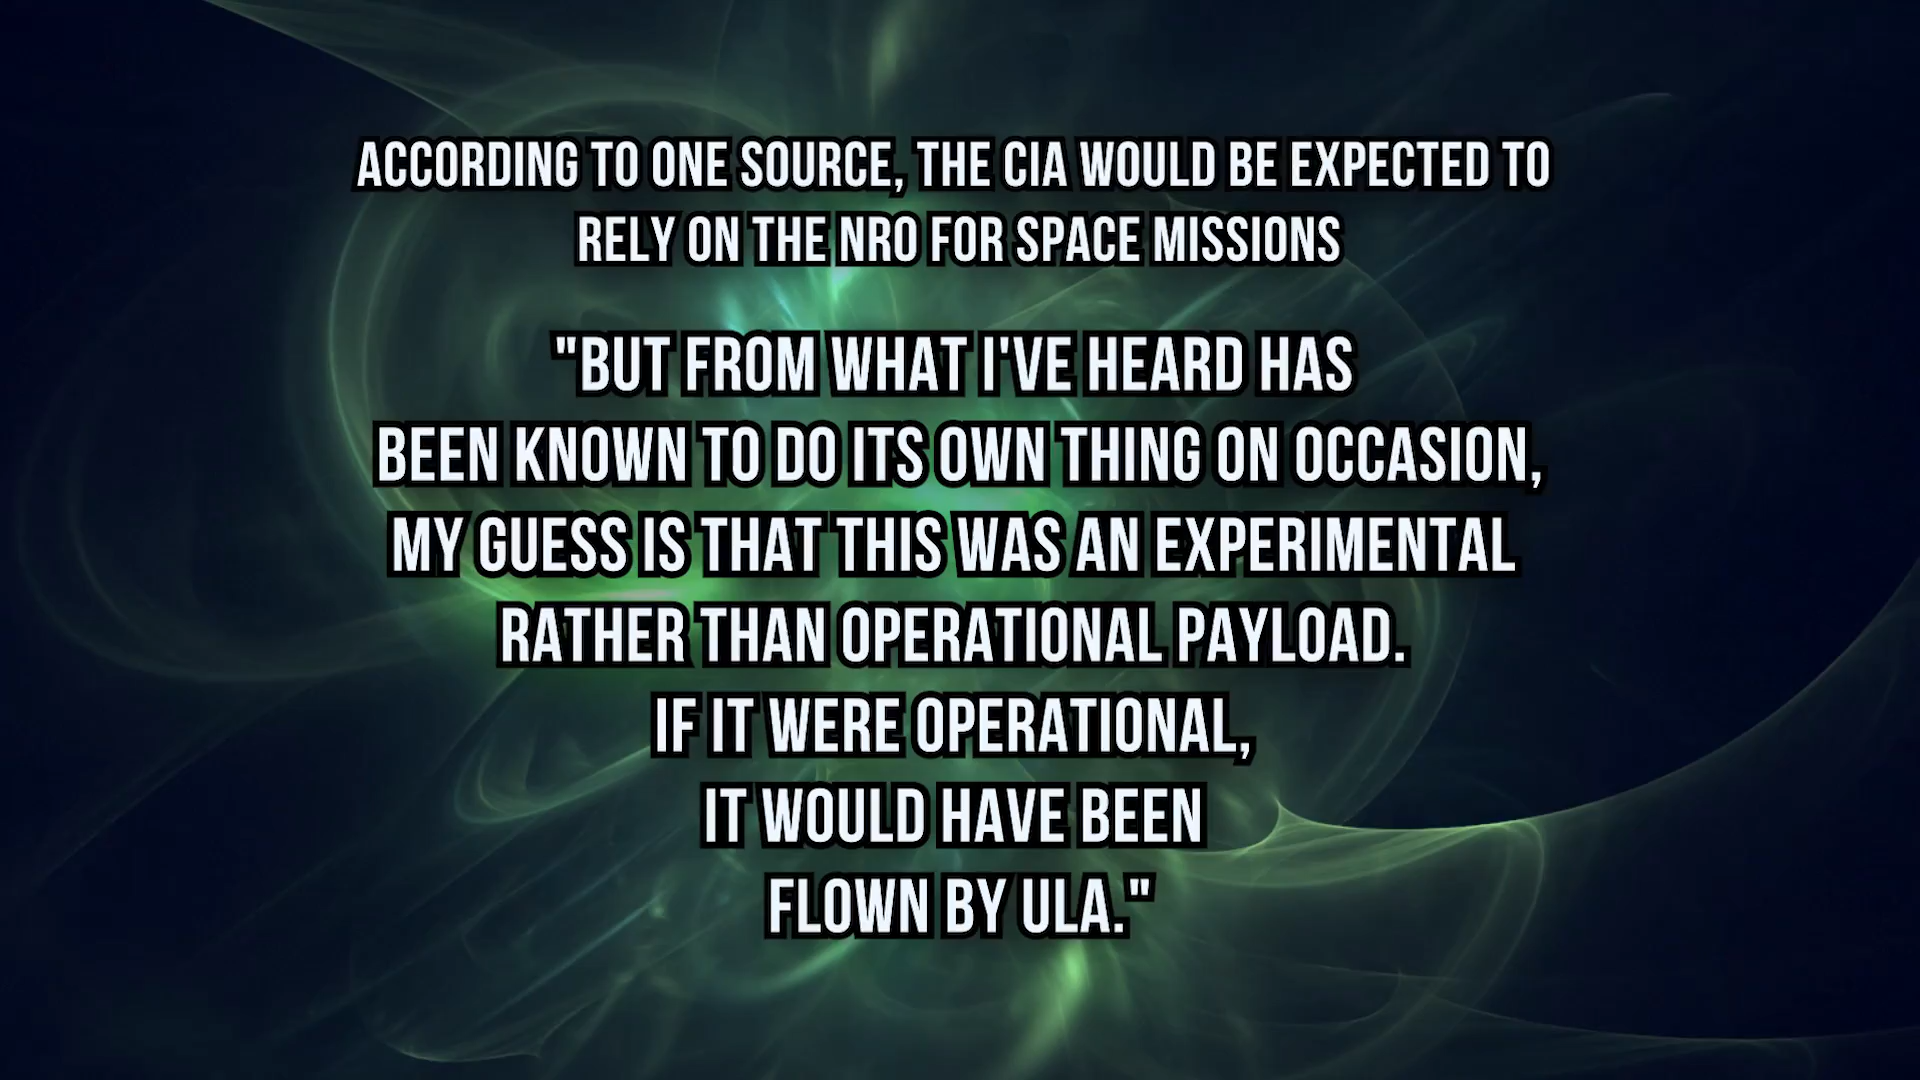 ACCORDING TO ONE SOURCE, THE CIA WOULD BE EXPECTED TO
RELY ON THE NRO FOR SPACE MISSIONS
"BUT FROM WHAT I'VE HEARD HAS
BEEN KNOWN TO DO ITS OWN THING ON OCCASION,
MY GUESS IS THAT THIS WAS AN EXPERIMENTAL
RATHER THAN OPERATIONAL PAYLOAD.
IF IT WERE OPERATIONAL,
IT WOULD HAVE BEEN
FLOWN BY ULA."